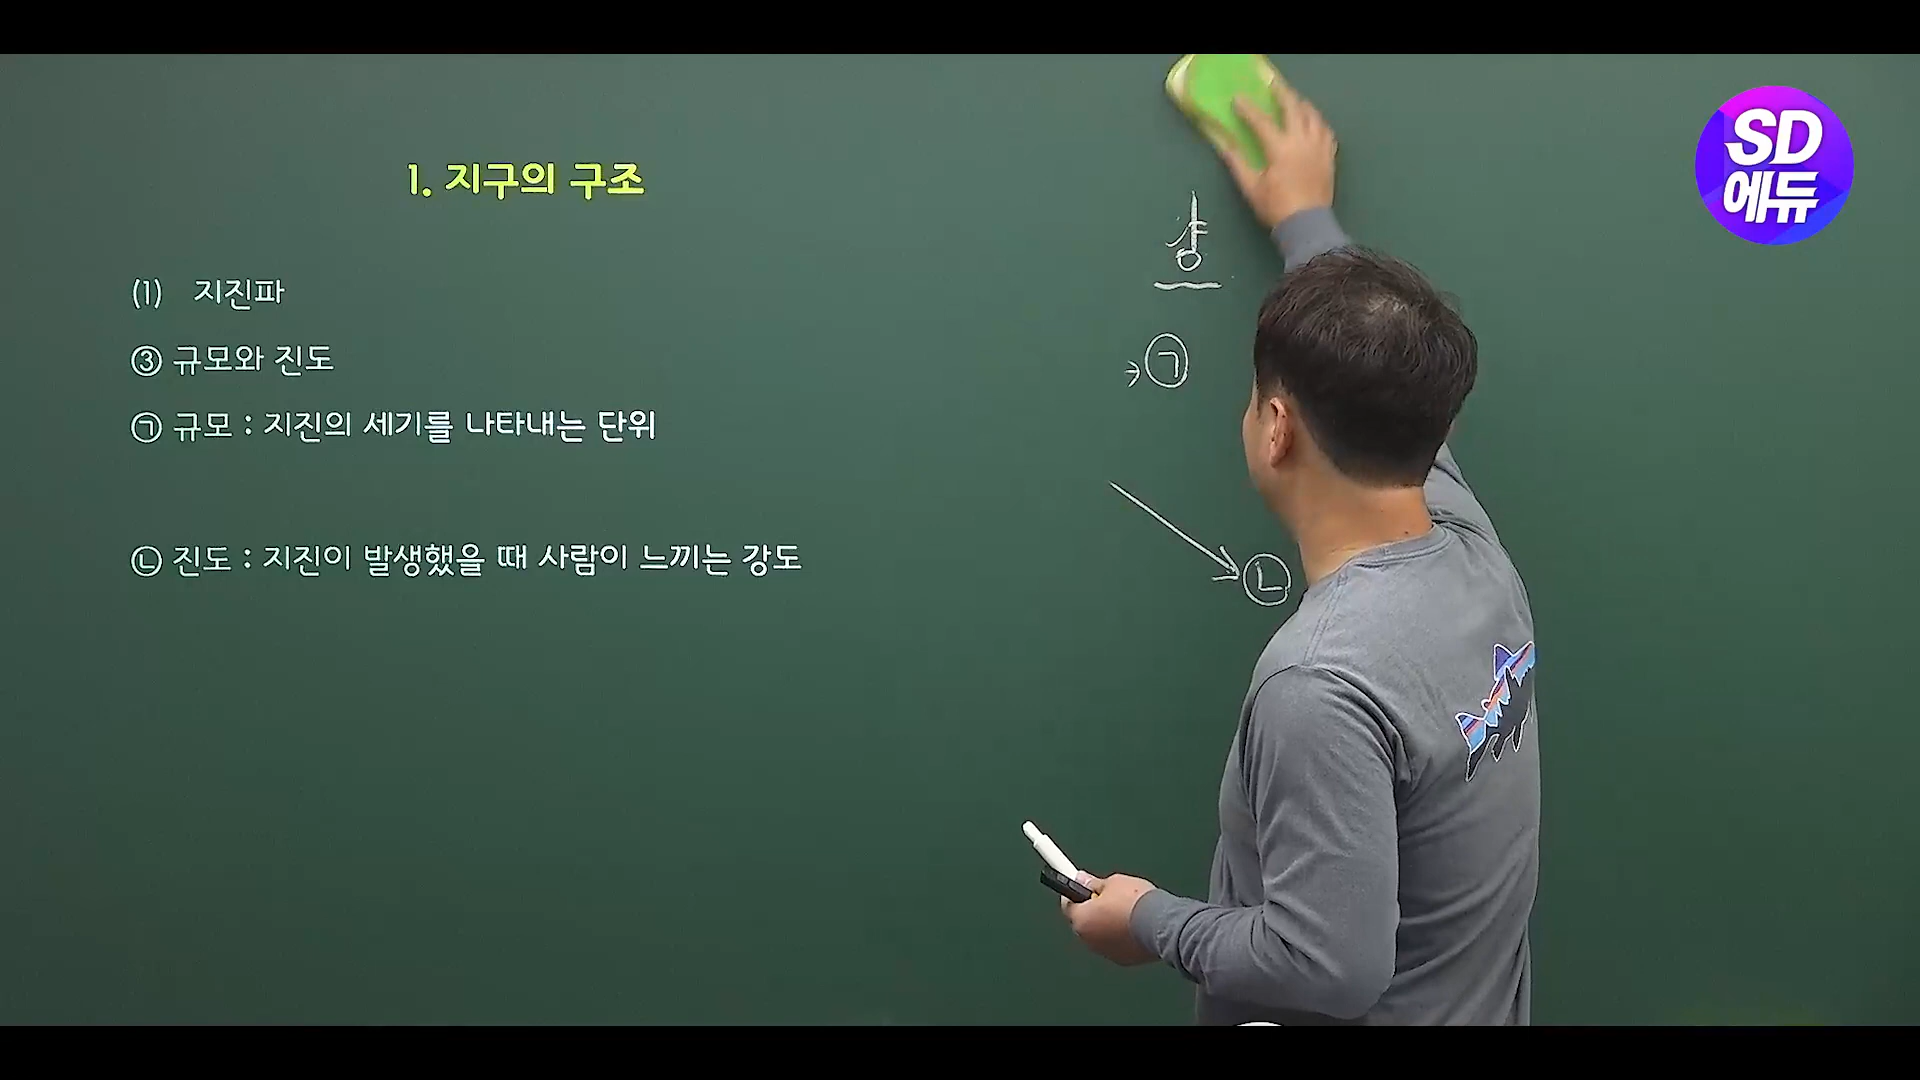 1. 지구의 구조
(1) 지진파
③ 규모와 진도
㉠ 규모 : 지진의 세기를 나타내는 단위
㉡ 진도 : 지진이 발생했을 때 사람이 느끼는 강도
강
㉠
㉡
SD
에듀